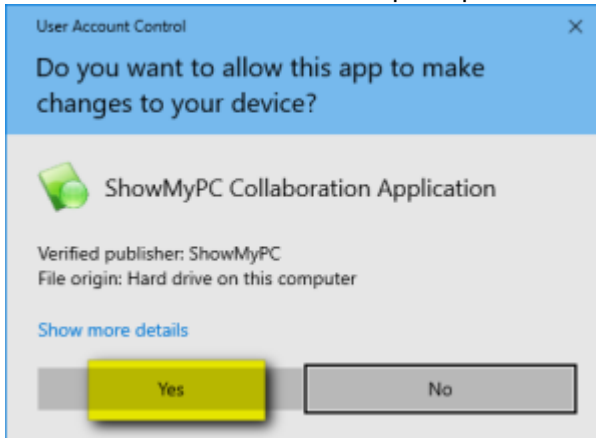 User Account Control
Do you want to allow this app to make
changes to your device?
ShowMyPC Collaboration Application
Verified publisher: ShowMyPC
File origin: Hard drive on this computer
Show more details
Yes
No